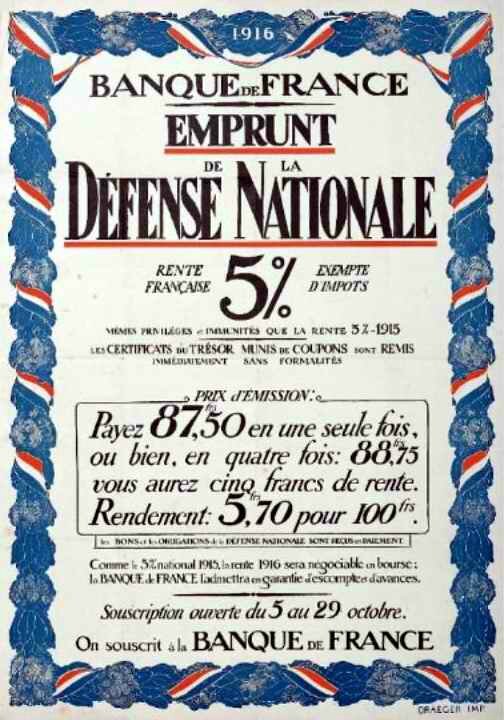 1916
BANQUE DE FRANCE
EMPRUNT
DE LA
DÉFENSE NATIONALE
RENTE FRANÇAISE 5% EXEMPTE D'IMPOTS
MÊMES PRIVILÈGES et IMMUNITÉS QUE LA RENTE 5%-1915
LES CERTIFICATS DU TRÉSOR MUNIS DE COUPONS SONT REMIS
IMMÉDIATEMENT SANS FORMALITÉS
PRIX d'ÉMISSION:
Payez 87,frs50 en une seule fois,
ou bien, en quatre fois: 88,frs75
vous aurez cinq francs de rente.
Rendement: 5,frs70 pour 100frs.
les BONS et les OBLIGATIONS de la DÉFENSE NATIONALE SONT REÇUS en PAIEMENT
Comme le 5% national 1915, la rente 1916 sera négociable en bourse;
la BANQUE de FRANCE l'admettra en garantie d'escompte et d'avances.
Souscription ouverte du 5 au 29 octobre.
On souscrit à la BANQUE DE FRANCE
DRAEGER IMP.